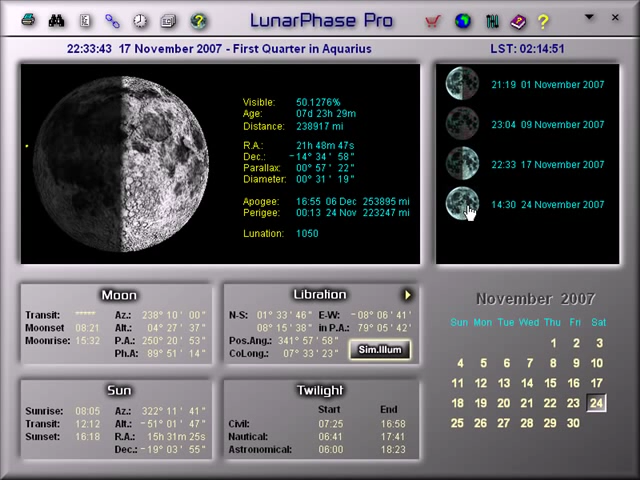 LunarPhase Pro
22:33:43 17 November 2007 - First Quarter in Aquarius
LST: 02:14:51
Visible: 50.1276%
Age: 07d 23h 29m
Distance: 238917 mi
R.A.: 21h 48m 47s
Dec.: -14° 34' 58"
Parallax: 00° 57' 22"
Diameter: 00° 31' 19"
Apogee: 16:55 06 Dec 253895 mi
Perigee: 00:13 24 Nov 223247 mi
Lunation: 1050
21:19 01 November 2007
23:04 09 November 2007
22:33 17 November 2007
14:30 24 November 2007
Moon
Transit: ***** Az.: 238° 10' 00"
Moonset 08:21 Alt.: 04° 27' 37"
Moonrise: 15:32 P.A.: 250° 20' 53"
Ph.A: 89° 51' 14"
Libration
N-S: 01° 33' 46" E-W: -08° 06' 41"
08° 15' 38" in P.A.: 79° 05' 42"
Pos.Ang.: 341° 57' 58"
CoLong.: 07° 33' 23"
Sim.Illum
Sun
Sunrise: 08:05 Az.: 322° 11' 41"
Transit: 12:12 Alt.: -51° 01' 47"
Sunset: 16:18 R.A.: 15h 31m 25s
Dec.: -19° 03' 55"
Twilight
Start End
Civil: 07:25 16:58
Nautical: 06:41 17:41
Astronomical: 06:00 18:23
November 2007
Sun Mon Tue Wed Thu Fri Sat
1 2 3
4 5 6 7 8 9 10
11 12 13 14 15 16 17
18 19 20 21 22 23 24
25 26 27 28 29 30